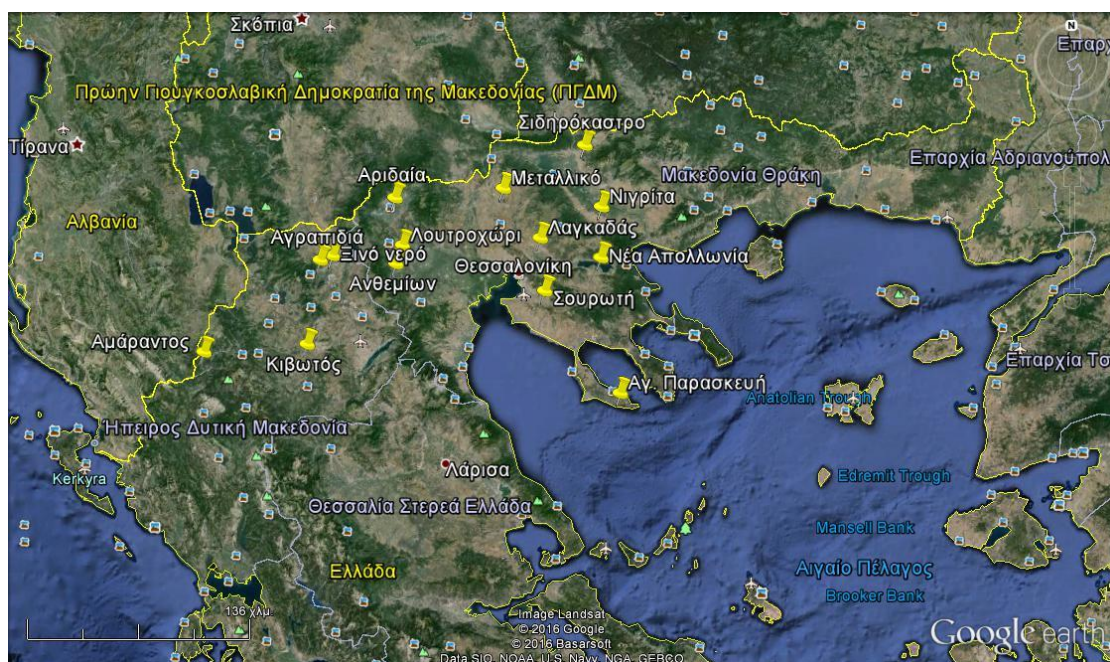 Σκόπια
N
Επαρχ
Πρώην Γιουγκοσλαβική Δημοκρατία της Μακεδονίας (ΠΓΔΜ)
Σιδηρόκαστρο
Τίρανα
Επαρχία Αδριανούπολ
Αριδαία
Μεταλλικό
Μακεδονία Θράκη
Νιγρίτα
Αλβανία
Λαγκαδάς
Αγραπιδιά
Λουτροχώρι
Ξινό νερό
Νέα Απολλωνία
Θεσσαλονίκη
Ανθεμίων
Σουρωτή
Αμάραντος
Κιβωτός
Επαρχία Τσ
Αγ. Παρασκευή
Anatolian Trough
Ήπειρος Δυτική Μακεδονία
Λάρισα
Kerkyra
Edremit Trough
Θεσσαλία Στερεά Ελλάδα
Mansell Bank
Ελλάδα
Αιγαίο Πέλαγος
Brooker Bank
136 χλμ.
Image Landsat
© 2016 Google
© 2016 Basarsoft
Data SIO, NOAA, U.S. Navy, NGA, GEBCO
Google earth